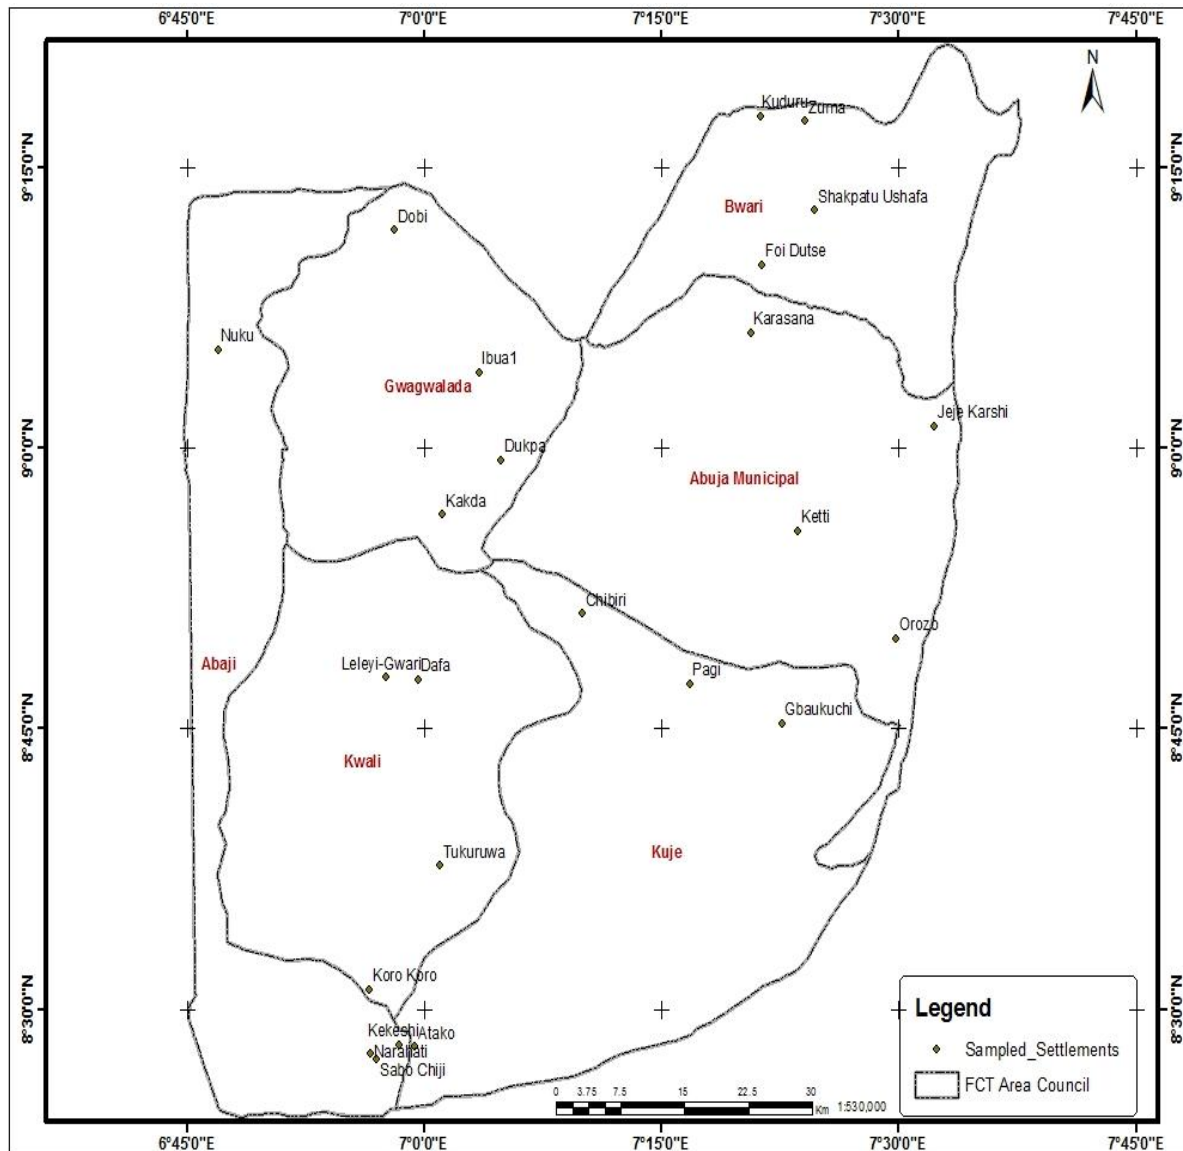 6°45'0"E 7°0'0"E 7°15'0"E 7°30'0"E 7°45'0"E
N
Kuduru
Zuma
9°15'0"N 9°15'0"N
Shakpatu Ushafa
Bwari
Dobi
Foi Dutse
Karasana
Nuku
Ibua1
Gwagwalada
Jeje Karshi
9°0'0"N 9°0'0"N
Dukpa
Abuja Municipal
Kakda
Ketti
Chibiri
Orozo
Abaji
Leleyi-Gwari
Dafa
Pagi
Gbaukuchi
8°45'0"N 8°45'0"N
Kwali
Tukuruwa
Kuje
Koro Koro
8°30'0"N 8°30'0"N
Legend
Kekeshi
Atako
Sabo Chiji
Sampled_Settlements
FCT Area Council
0 3.75 7.5 15 22.5 30
Km 1:530,000
6°45'0"E 7°0'0"E 7°15'0"E 7°30'0"E 7°45'0"E